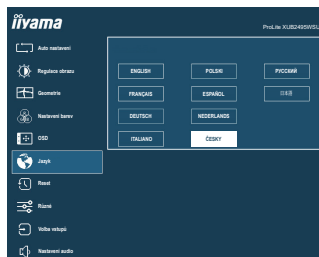 iiyama
ProLite XUB2495WSU
Auto nastavení
Regulace obrazu
Geometrie
Nastavení barev
OSD
Jazyk
Reset
Různé
Volba vstupů
Nastavení audio
ENGLISH
POLSKI
РУССКИЙ
FRANÇAIS
ESPAÑOL
日本語
DEUTSCH
NEDERLANDS
ITALIANO
ČESKY